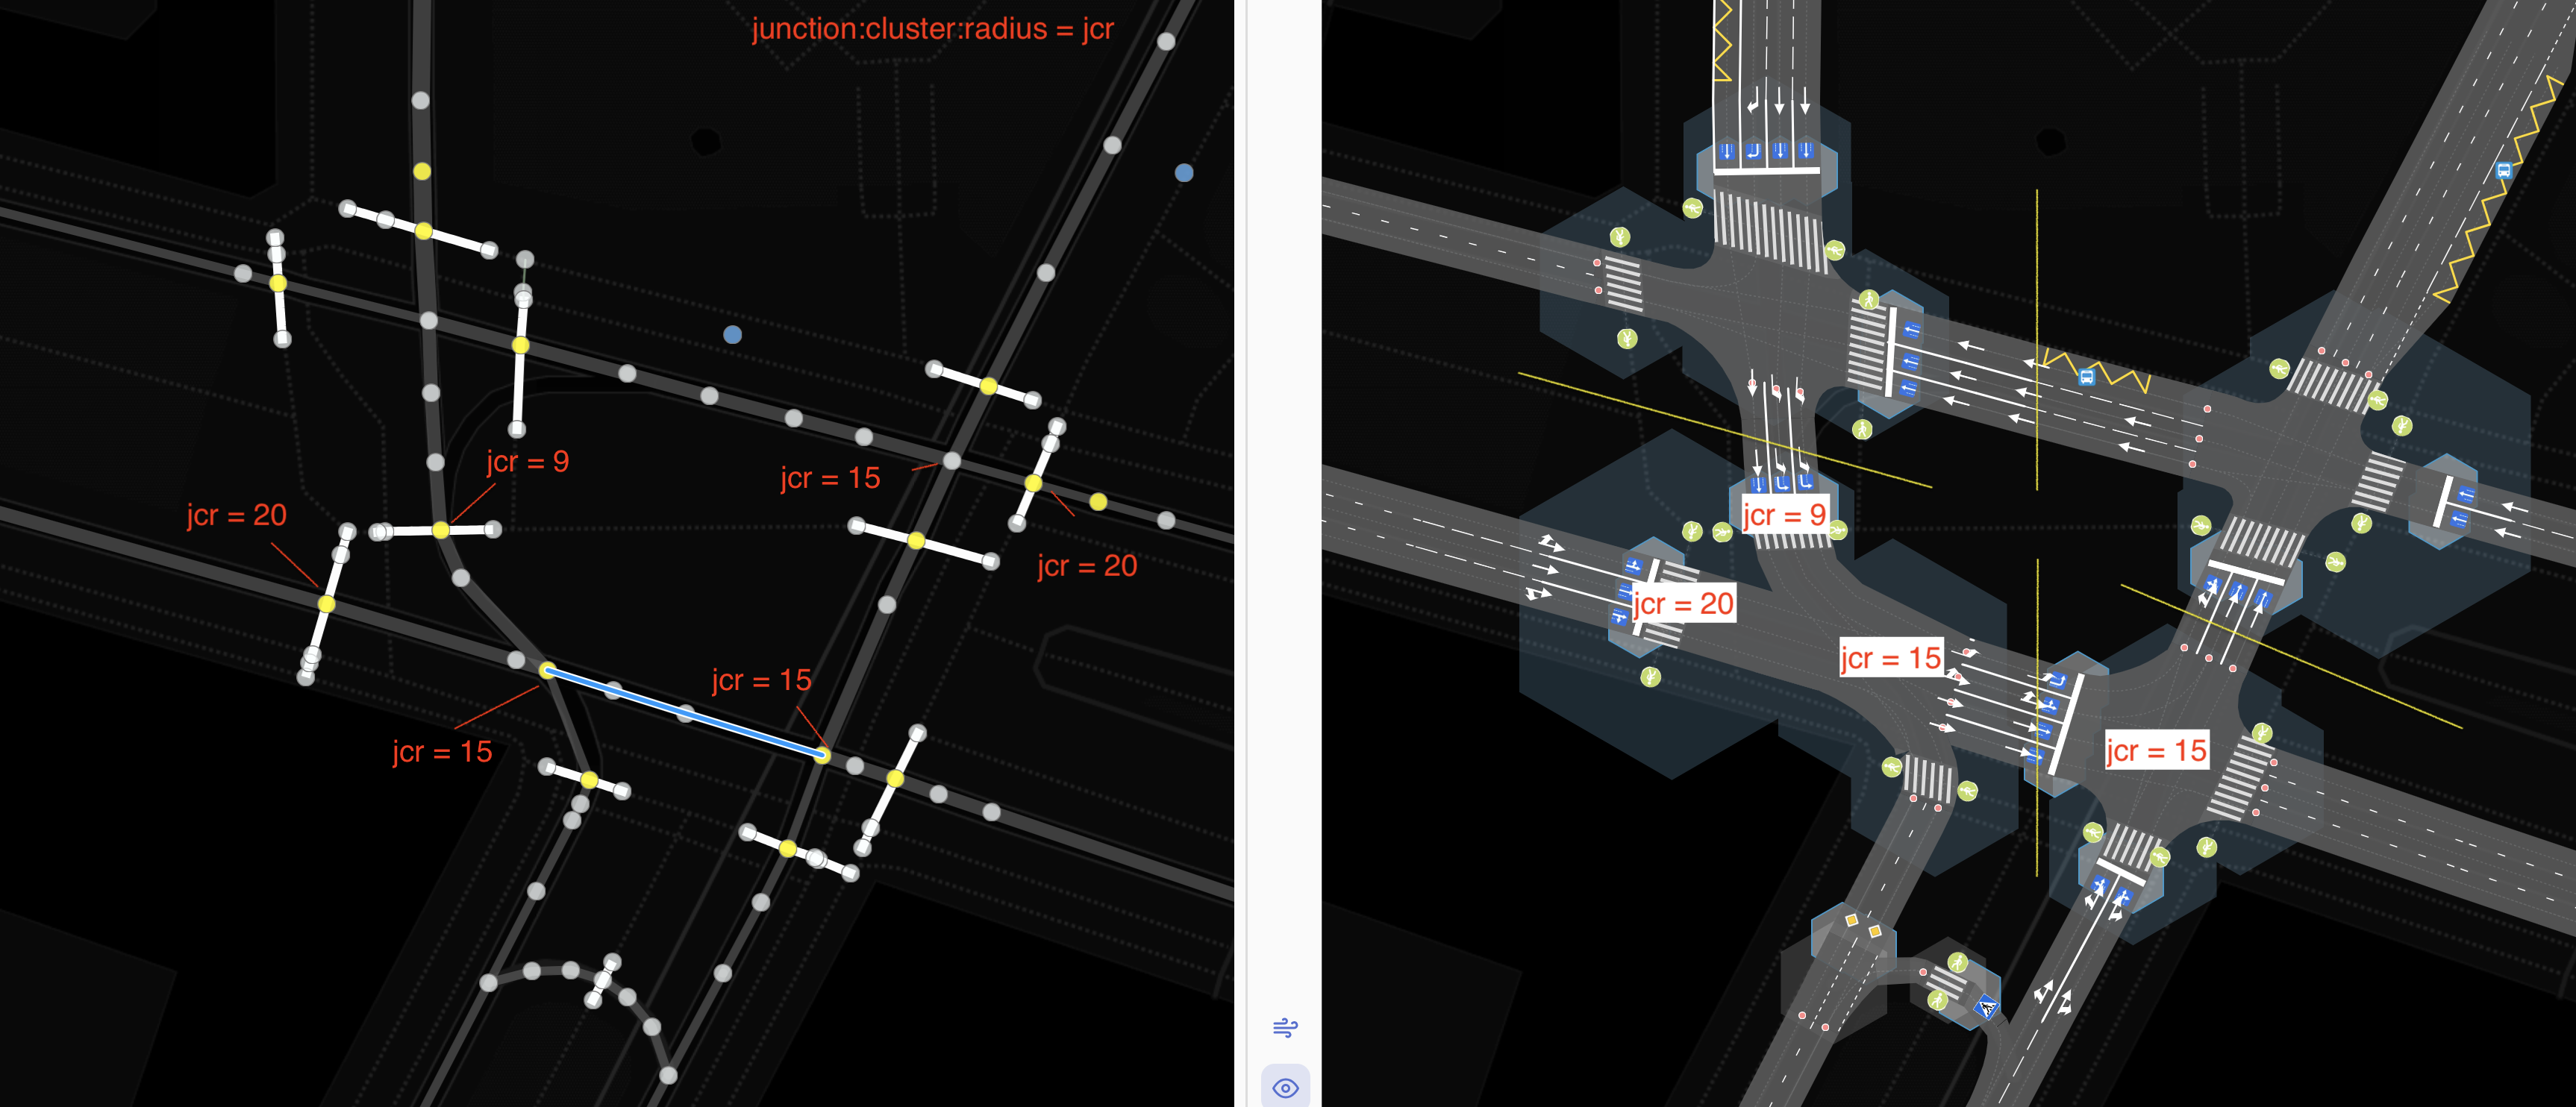 junction:cluster:radius = jcr
jcr = 9
jcr = 15
jcr = 20
jcr = 20
jcr = 15
jcr = 15
jcr = 9
jcr = 20
jcr = 15
jcr = 15